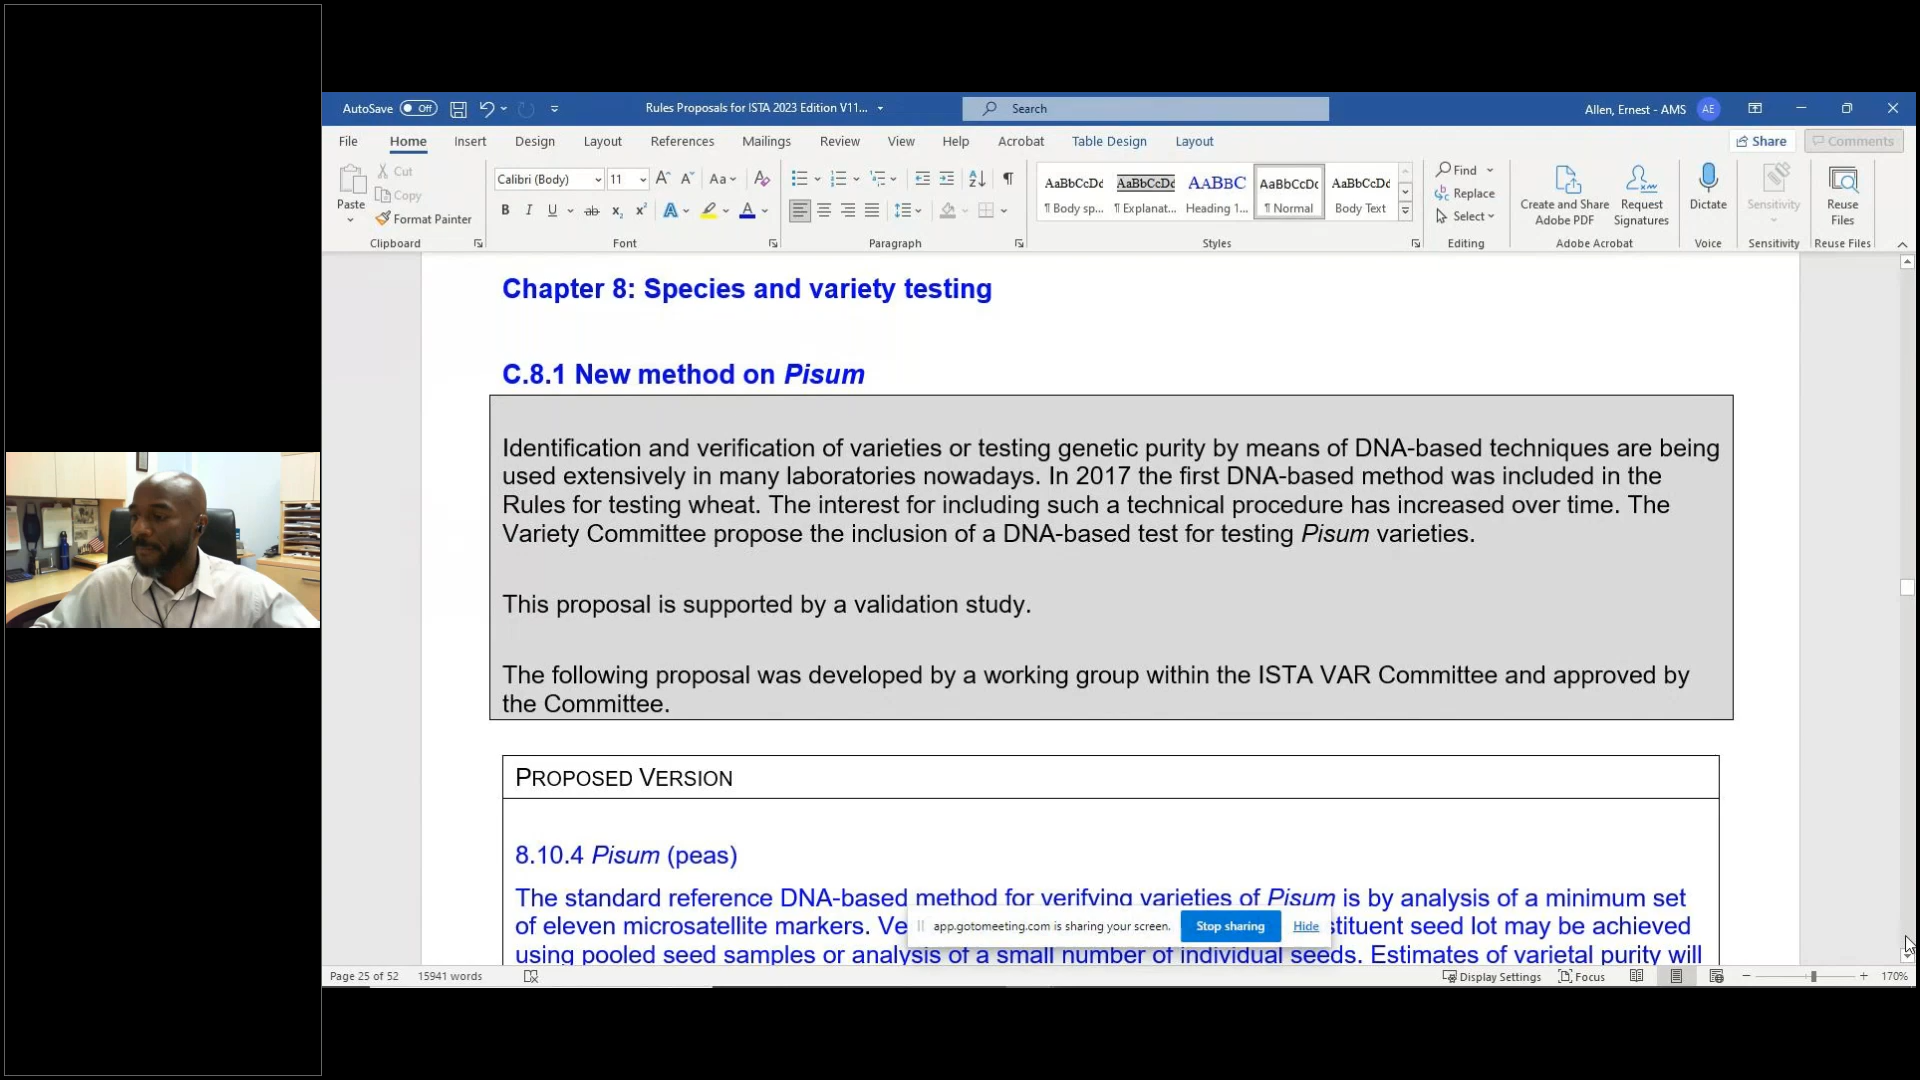 AutoSave Off
Rules Proposals for ISTA 2023 Edition V11...
Search
Allen, Ernest - AMS AE
File Home Insert Design Layout References Mailings Review View Help Acrobat Table Design Layout
Share Comments
Paste
Cut
Copy
Format Painter
Clipboard
Calibri (Body) 11
Font
Paragraph
AaBbCcDc AaBbCcDc AABBC AaBbCcDc AaBbCcDc
¶ Body sp... ¶ Explanat... Heading 1... ¶ Normal Body Text
Styles
Find
Replace
Select
Editing
Create and Share Adobe PDF
Request Signatures
Adobe Acrobat
Dictate
Voice
Sensitivity
Sensitivity
Reuse Files
Reuse Files
Chapter 8: Species and variety testing
C.8.1 New method on Pisum
Identification and verification of varieties or testing genetic purity by means of DNA-based techniques are being
used extensively in many laboratories nowadays. In 2017 the first DNA-based method was included in the
Rules for testing wheat. The interest for including such a technical procedure has increased over time. The
Variety Committee propose the inclusion of a DNA-based test for testing Pisum varieties.
This proposal is supported by a validation study.
The following proposal was developed by a working group within the ISTA VAR Committee and approved by
the Committee.
PROPOSED VERSION
8.10.4 Pisum (peas)
The standard reference DNA-based method for verifying varieties of Pisum is by analysis of a minimum set
of eleven microsatellite markers. Ve
stituent seed lot may be achieved
using pooled seed samples or analysis of a small number of individual seeds. Estimates of varietal purity will
app.gotomeeting.com is sharing your screen. Stop sharing Hide
Page 25 of 52 15941 words
Display Settings Focus 170%